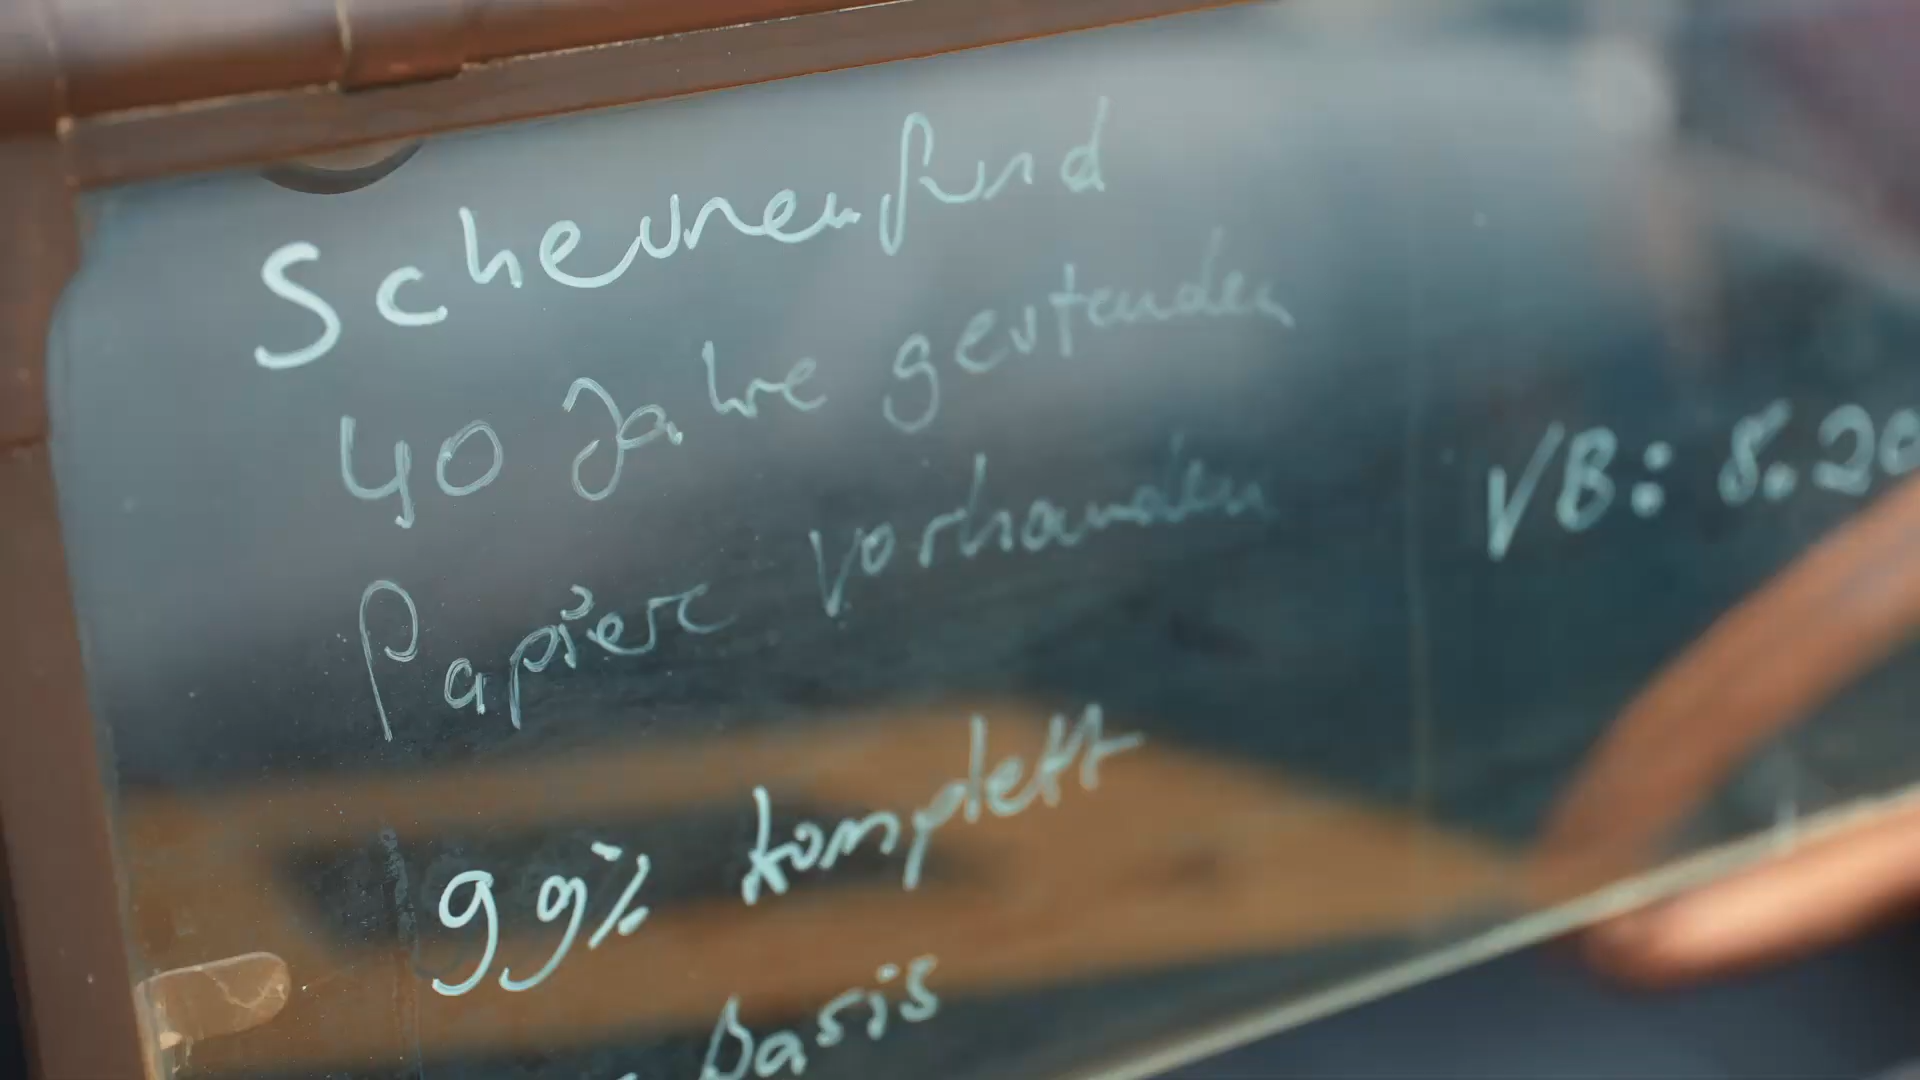 Scheunenfund
40 Jahre gestanden
Papiere vorhanden
VB: 8.20
99% komplett
Basis